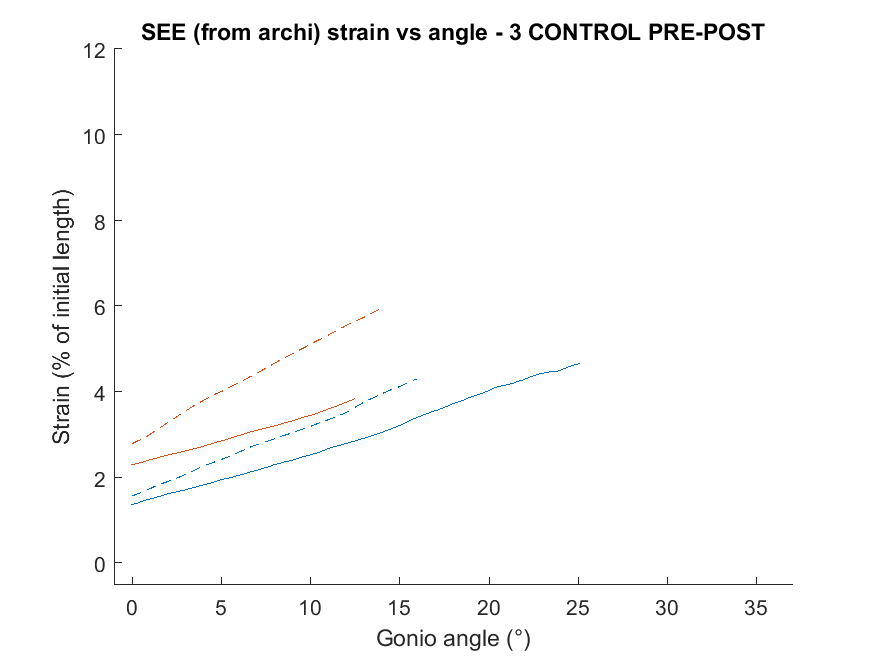 SEE (from archi) strain vs angle - 3 CONTROL PRE-POST
12
10
8
6
4
2
0
Strain (% of initial length)
0 5 10 15 20 25 30 35
Gonio angle (°)